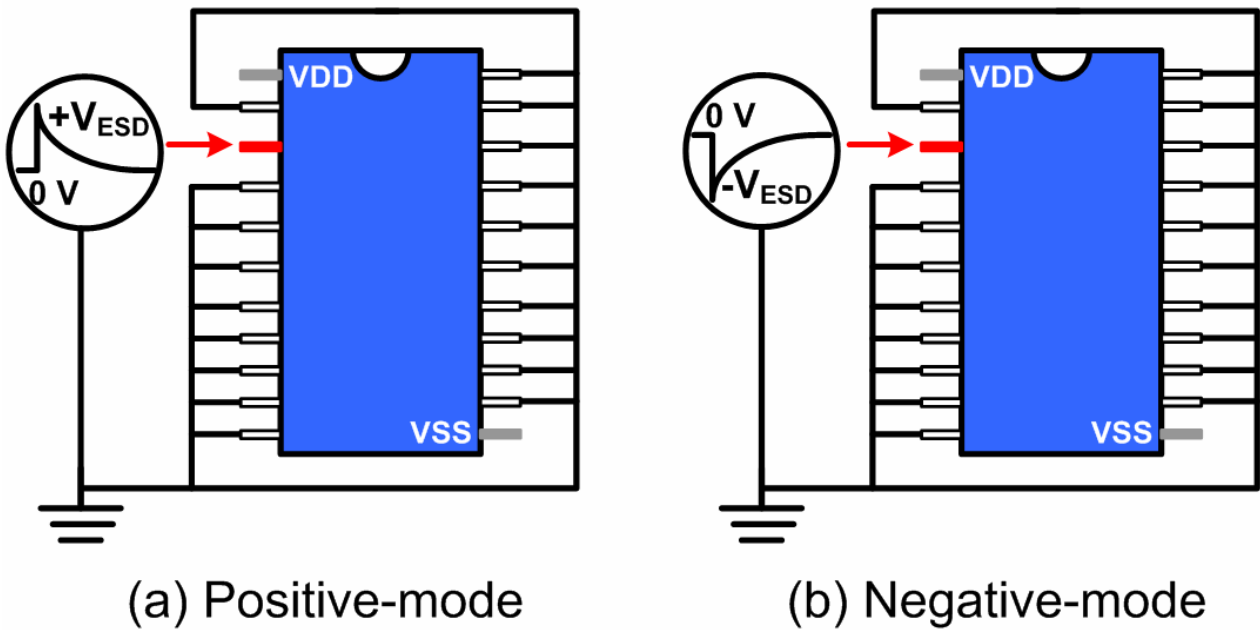 VDD
+VESD
0 V
VSS
(a) Positive-mode
VDD
0 V
-VESD
VSS
(b) Negative-mode